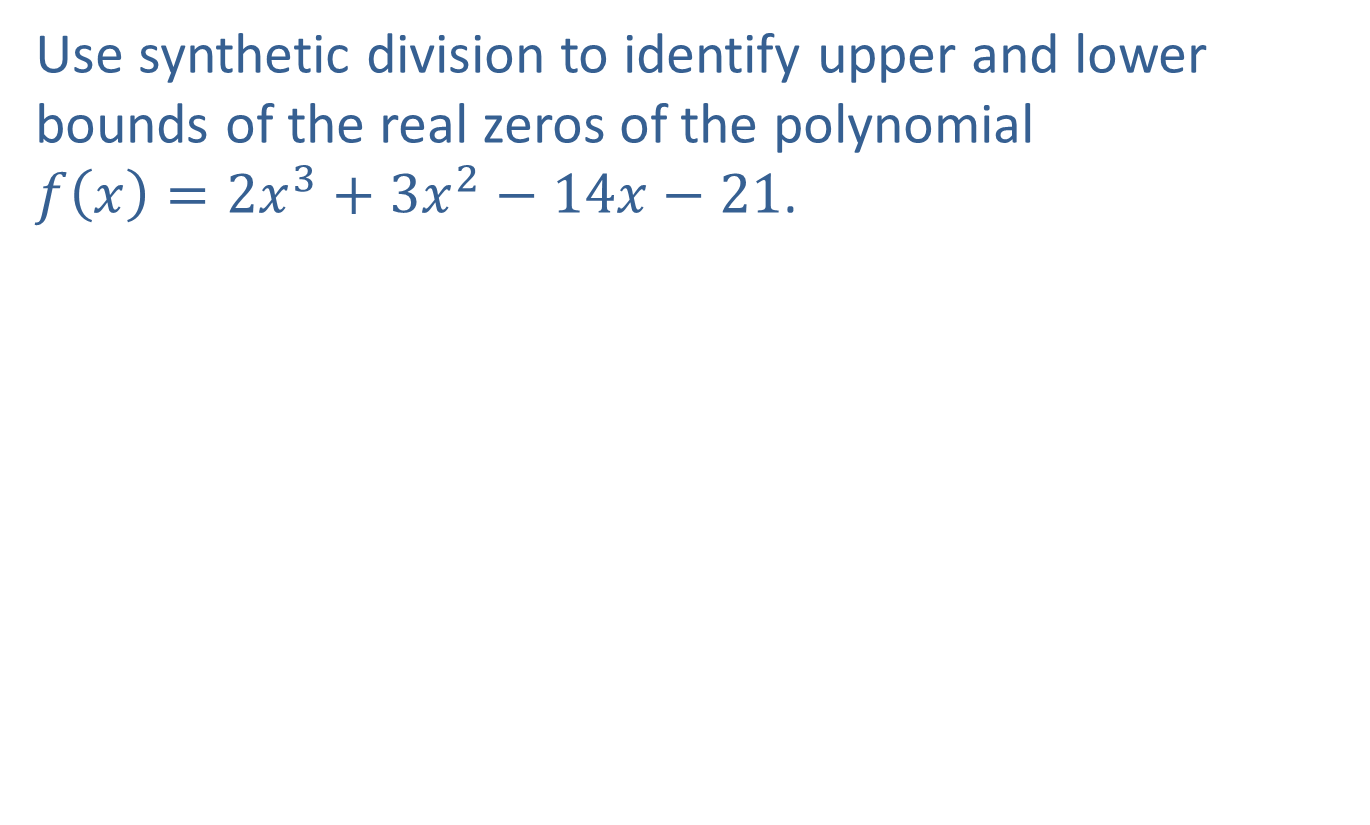 Use synthetic division to identify upper and lower
bounds of the real zeros of the polynomial
f(x) = 2x³ + 3x² − 14x − 21.